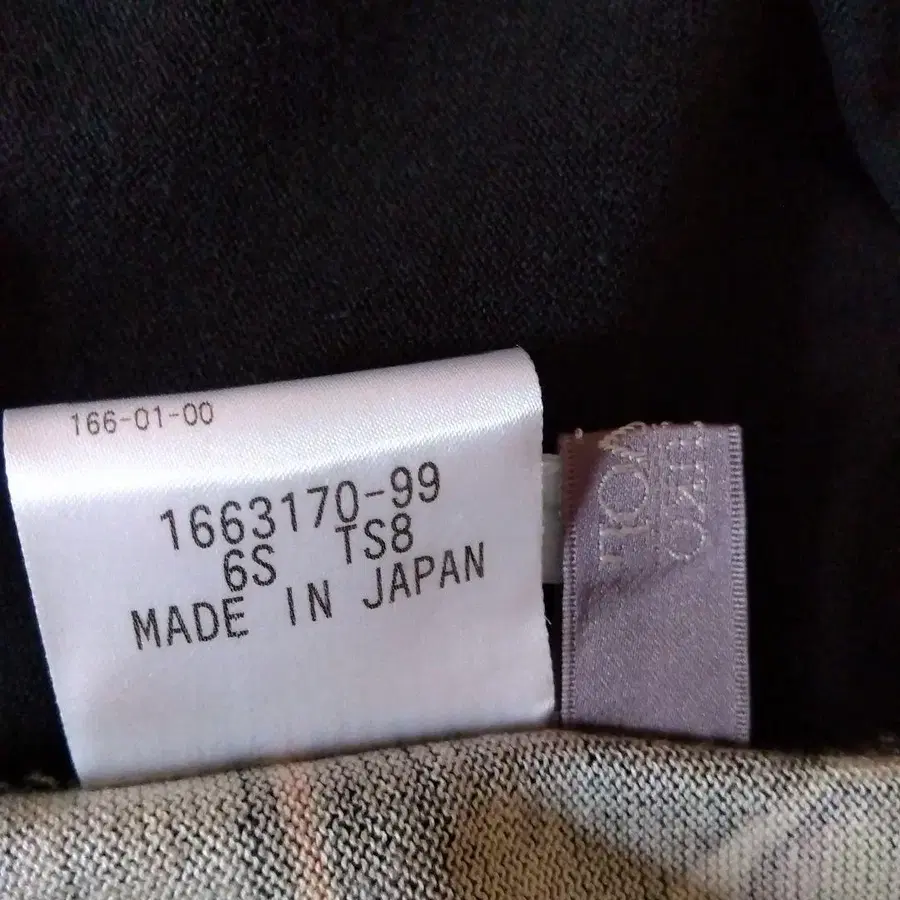 166-01-00
1663170-99
6S TS8
MADE IN JAPAN